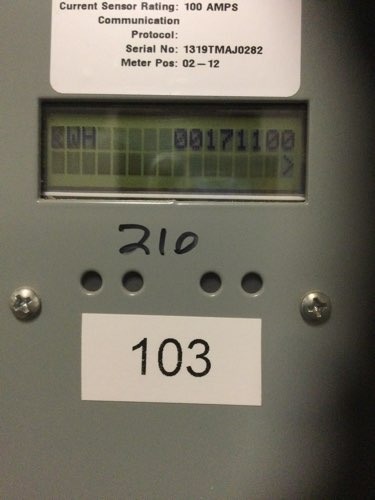 Current Sensor Rating: 100 AMPS
Communication
Protocol:
Serial No: 1319TMAJ0282
Meter Pos: 02—12
KWH 00171100
>
210
103